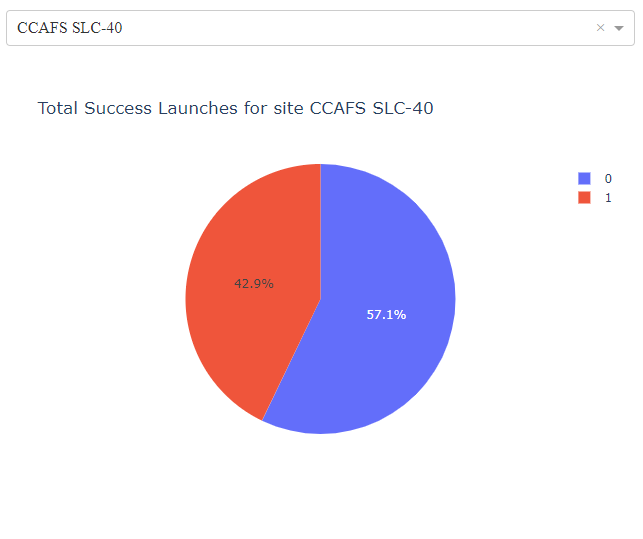 CCAFS SLC-40
Total Success Launches for site CCAFS SLC-40
0
1
42.9%
57.1%